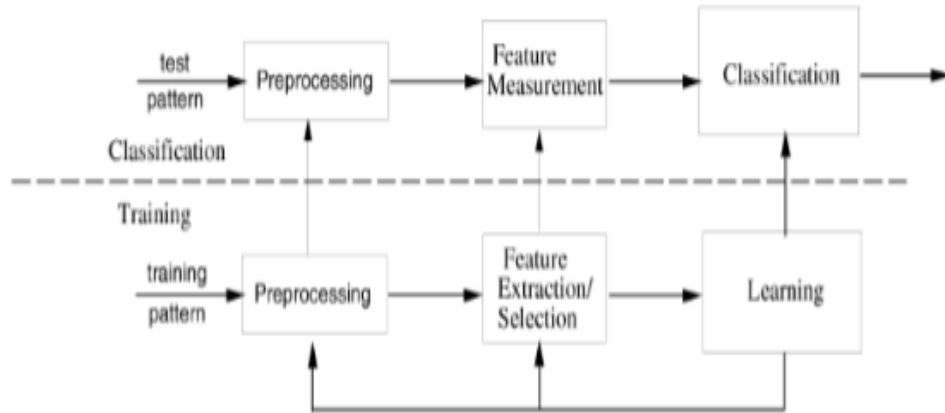 test
pattern
Preprocessing
Feature
Measurement
Classification
Classification
Training
training
pattern
Preprocessing
Feature
Extraction/
Selection
Learning